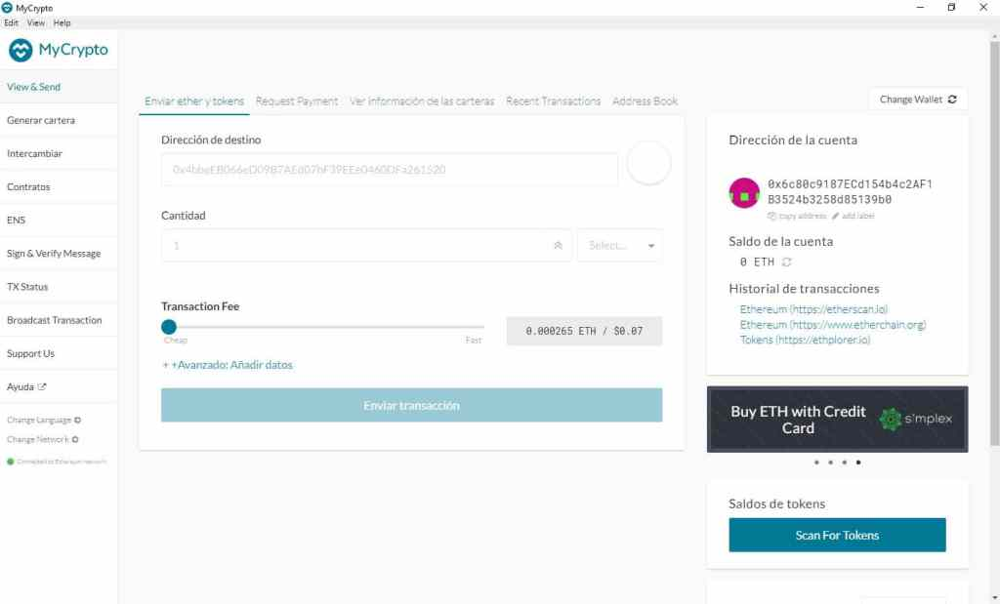 MyCrypto
Edit View Help
MyCrypto
View & Send
Generar cartera
Intercambiar
Contratos
ENS
Sign & Verify Message
TX Status
Broadcast Transaction
Support Us
Ayuda
Change Language
Change Network
Connected to Ethereum network
Enviar ether y tokens Request Payment Ver información de las carteras Recent Transactions Address Book
Change Wallet
Dirección de destino
0x4bbeEB066eD09B7AEd07bF39EEe0460DFa261520
Cantidad
1
Select...
Transaction Fee
Cheap
Fast
0.000265 ETH / $0.07
+ +Avanzado: Añadir datos
Enviar transacción
Dirección de la cuenta
0x6c80c9187ECd154b4c2AF1
B3524b3258d85139b0
copy address add label
Saldo de la cuenta
0 ETH
Historial de transacciones
Ethereum (https://etherscan.io)
Ethereum (https://www.etherchain.org)
Tokens (https://ethplorer.io)
Buy ETH with Credit
Card
s!mplex
Saldos de tokens
Scan For Tokens